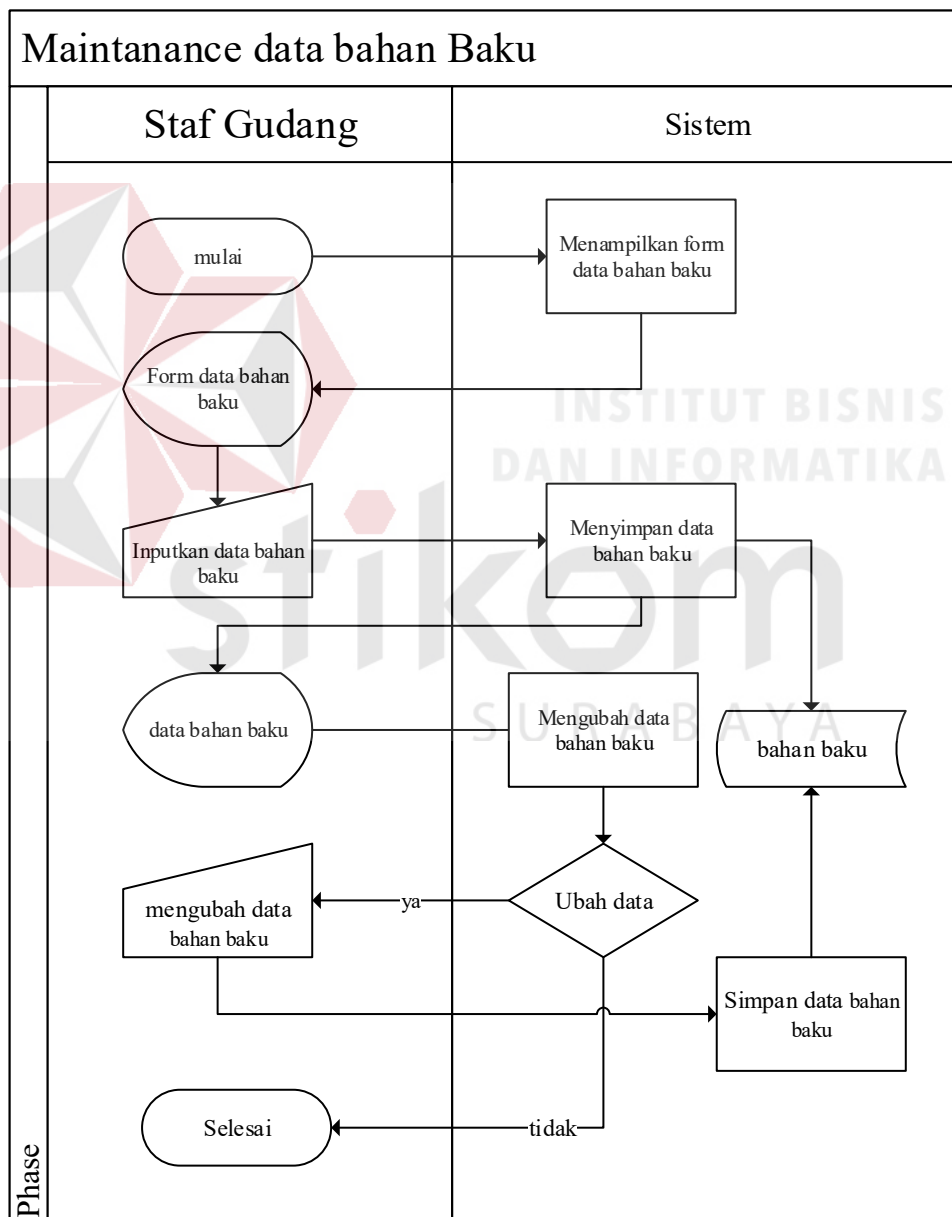 Maintanance data bahan Baku
Staf Gudang
Sistem
mulai
Menampilkan form
data bahan baku
Form data bahan
baku
INSTITUT BISNIS
DAN INFORMATIKA
stikom
SURABAYA
Inputkan data bahan
baku
Menyimpan data
bahan baku
data bahan baku
Mengubah data
bahan baku
bahan baku
Ubah data
ya
mengubah data
bahan baku
Simpan data bahan
baku
tidak
Selesai
Phase